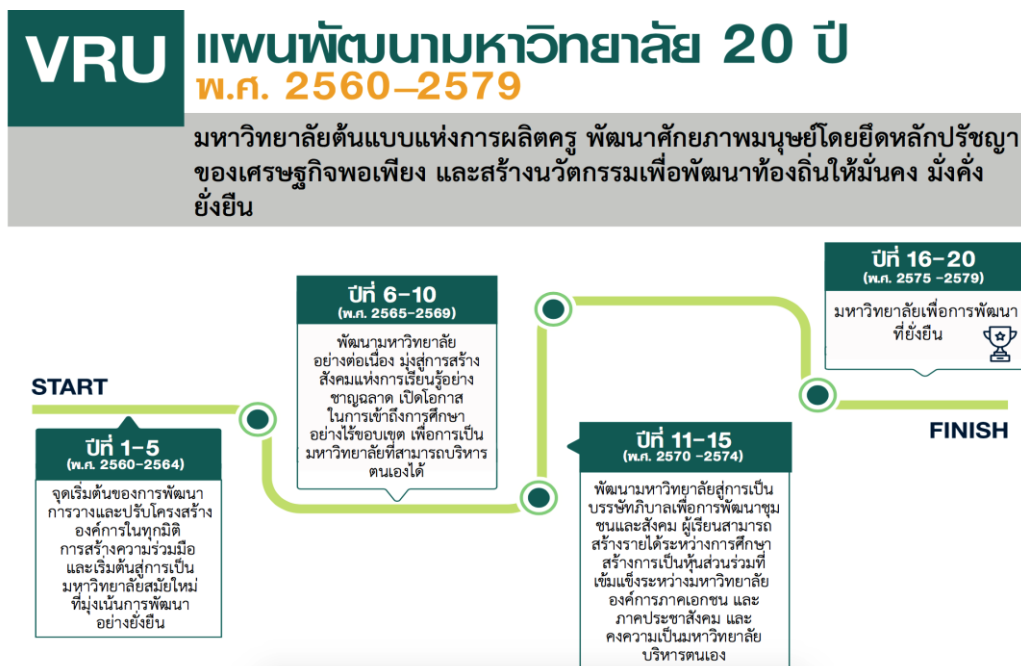 VRU
แผนพัฒนามหาวิทยาลัย 20 ปี
พ.ศ. 2560–2579
มหาวิทยาลัยต้นแบบแห่งการผลิตครู พัฒนาศักยภาพมนุษย์โดยยึดหลักปรัชญา
ของเศรษฐกิจพอเพียง และสร้างนวัตกรรมเพื่อพัฒนาท้องถิ่นให้มั่นคง มั่งคั่ง
ยั่งยืน
START
ปีที่ 1-5
(พ.ศ. 2560-2564)
จุดเริ่มต้นของการพัฒนา
การวางและปรับโครงสร้าง
องค์การในทุกมิติ
การสร้างความร่วมมือ
และเริ่มต้นสู่การเป็น
มหาวิทยาลัยสมัยใหม่
ที่มุ่งเน้นการพัฒนา
อย่างยั่งยืน
ปีที่ 6-10
(พ.ศ. 2565-2569)
พัฒนามหาวิทยาลัย
อย่างต่อเนื่อง มุ่งสู่การสร้าง
สังคมแห่งการเรียนรู้อย่าง
ชาญฉลาด เปิดโอกาส
ในการเข้าถึงการศึกษา
อย่างไร้ขอบเขต เพื่อการเป็น
มหาวิทยาลัยที่สามารถบริหาร
ตนเองได้
ปีที่ 11-15
(พ.ศ. 2570 -2574)
พัฒนามหาวิทยาลัยสู่การเป็น
บรรษัทภิบาลเพื่อการพัฒนาชุม
ชนและสังคม ผู้เรียนสามารถ
สร้างรายได้ระหว่างการศึกษา
สร้างการเป็นหุ้นส่วนร่วมที่
เข้มแข็งระหว่างมหาวิทยาลัย
องค์การภาคเอกชน และ
ภาคประชาสังคม และ
คงความเป็นมหาวิทยาลัย
บริหารตนเอง
ปีที่ 16-20
(พ.ศ. 2575 -2579)
มหาวิทยาลัยเพื่อการพัฒนา
ที่ยั่งยืน
FINISH